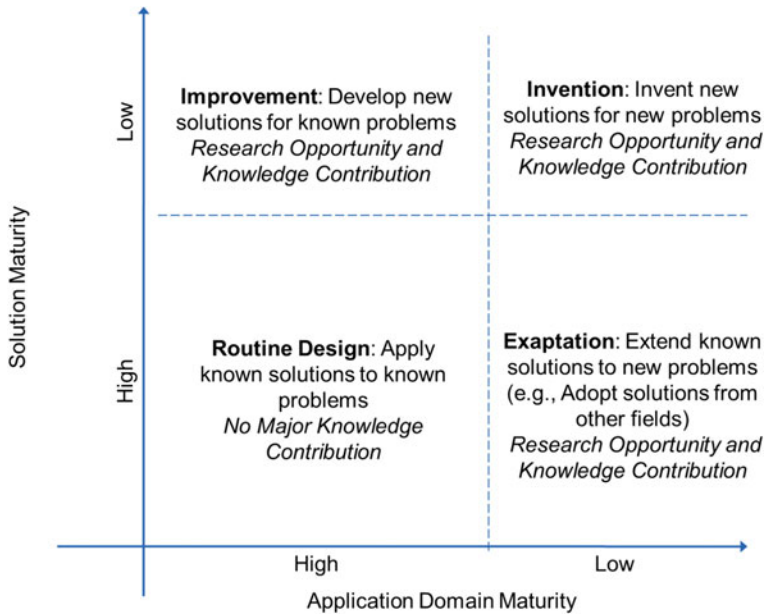 Improvement: Develop new
solutions for known problems
Research Opportunity and
Knowledge Contribution
Invention: Invent new
solutions for new problems
Research Opportunity and
Knowledge Contribution
Low
Solution Maturity
High
Routine Design: Apply
known solutions to known
problems
No Major Knowledge
Contribution
Exaptation: Extend known
solutions to new problems
(e.g., Adopt solutions from
other fields)
Research Opportunity and
Knowledge Contribution
High
Low
Application Domain Maturity